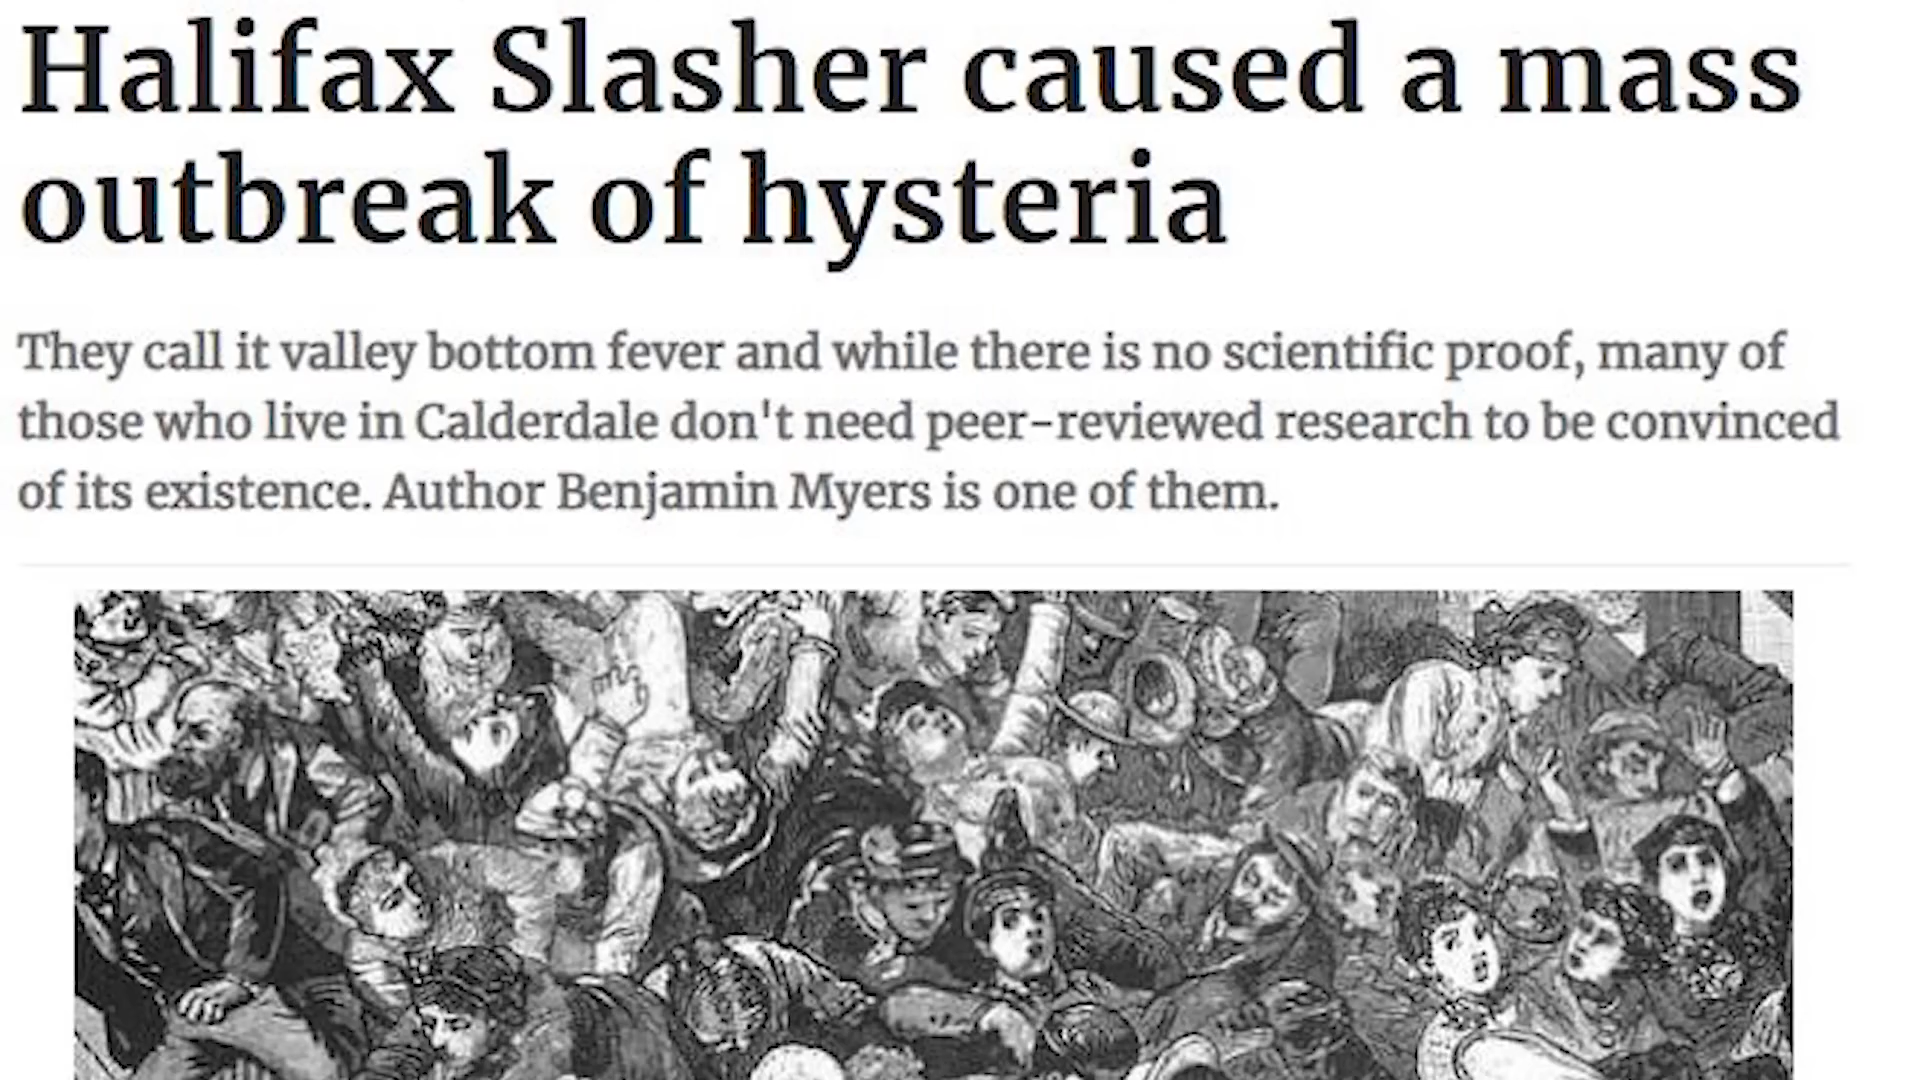 Halifax Slasher caused a mass
outbreak of hysteria
They call it valley bottom fever and while there is no scientific proof, many of
those who live in Calderdale don't need peer-reviewed research to be convinced
of its existence. Author Benjamin Myers is one of them.